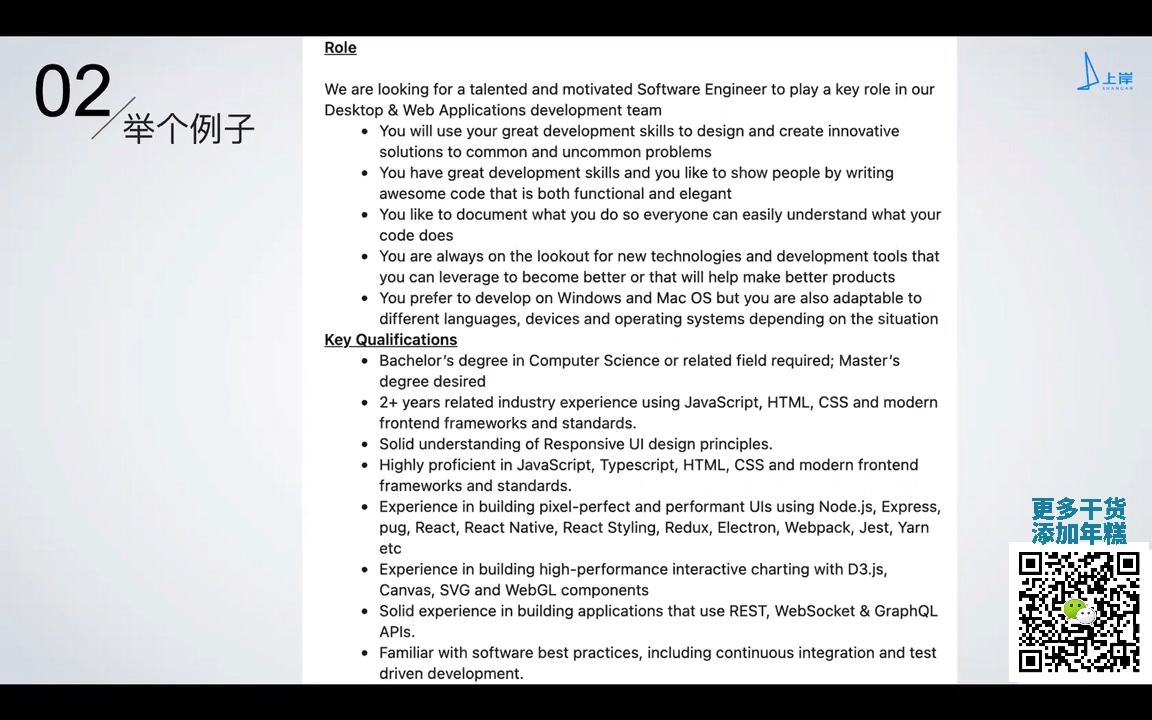 02
举个例子
上岸
SHANGAN
Role
We are looking for a talented and motivated Software Engineer to play a key role in our
Desktop & Web Applications development team
• You will use your great development skills to design and create innovative
solutions to common and uncommon problems
• You have great development skills and you like to show people by writing
awesome code that is both functional and elegant
• You like to document what you do so everyone can easily understand what your
code does
• You are always on the lookout for new technologies and development tools that
you can leverage to become better or that will help make better products
• You prefer to develop on Windows and Mac OS but you are also adaptable to
different languages, devices and operating systems depending on the situation
Key Qualifications
• Bachelor’s degree in Computer Science or related field required; Master’s
degree desired
• 2+ years related industry experience using JavaScript, HTML, CSS and modern
frontend frameworks and standards.
• Solid understanding of Responsive UI design principles.
• Highly proficient in JavaScript, Typescript, HTML, CSS and modern frontend
frameworks and standards.
• Experience in building pixel-perfect and performant UIs using Node.js, Express,
pug, React, React Native, React Styling, Redux, Electron, Webpack, Jest, Yarn
etc
• Experience in building high-performance interactive charting with D3.js,
Canvas, SVG and WebGL components
• Solid experience in building applications that use REST, WebSocket & GraphQL
APIs.
• Familiar with software best practices, including continuous integration and test
driven development.
更多干货
添加年糕